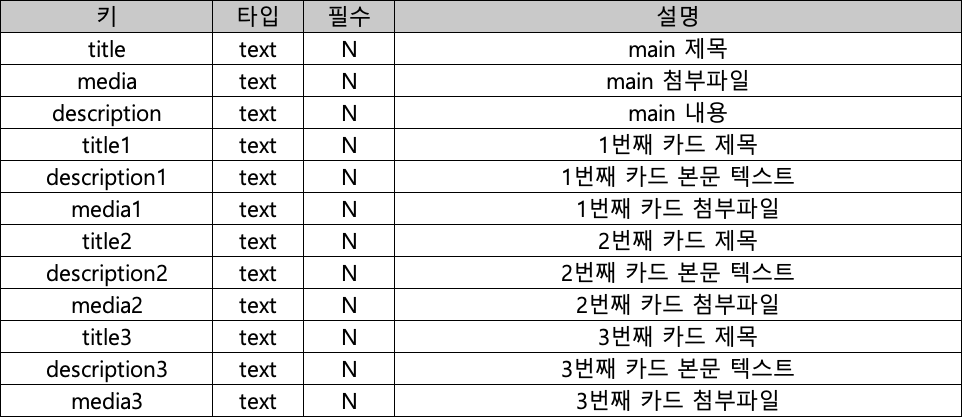 키 타입 필수 설명
title text N main 제목
media text N main 첨부파일
description text N main 내용
title1 text N 1번째 카드 제목
description1 text N 1번째 카드 본문 텍스트
media1 text N 1번째 카드 첨부파일
title2 text N 2번째 카드 제목
description2 text N 2번째 카드 본문 텍스트
media2 text N 2번째 카드 첨부파일
title3 text N 3번째 카드 제목
description3 text N 3번째 카드 본문 텍스트
media3 text N 3번째 카드 첨부파일